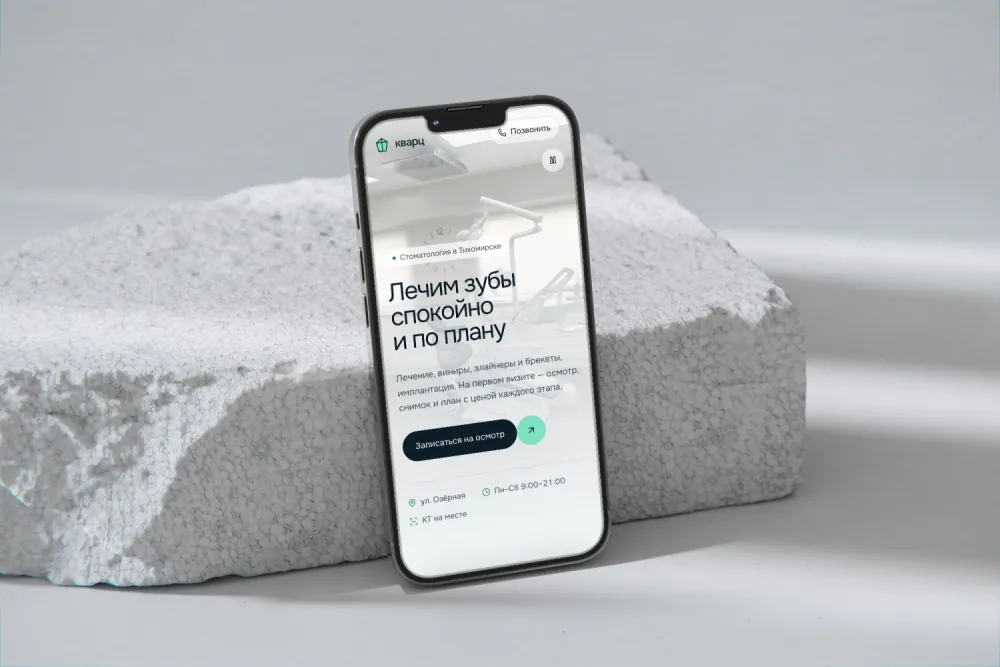 кварц
Позвонить
12
Стоматология в Тихомирске
Лечим зубы
спокойно
и по плану
Лечение, виниры, элайнеры и брекеты,
имплантация. На первом визите — осмотр,
снимок и план с ценой каждого этапа.
Записаться на осмотр
ул. Озёрная
Пн–Сб 9:00–21:00
КТ на месте